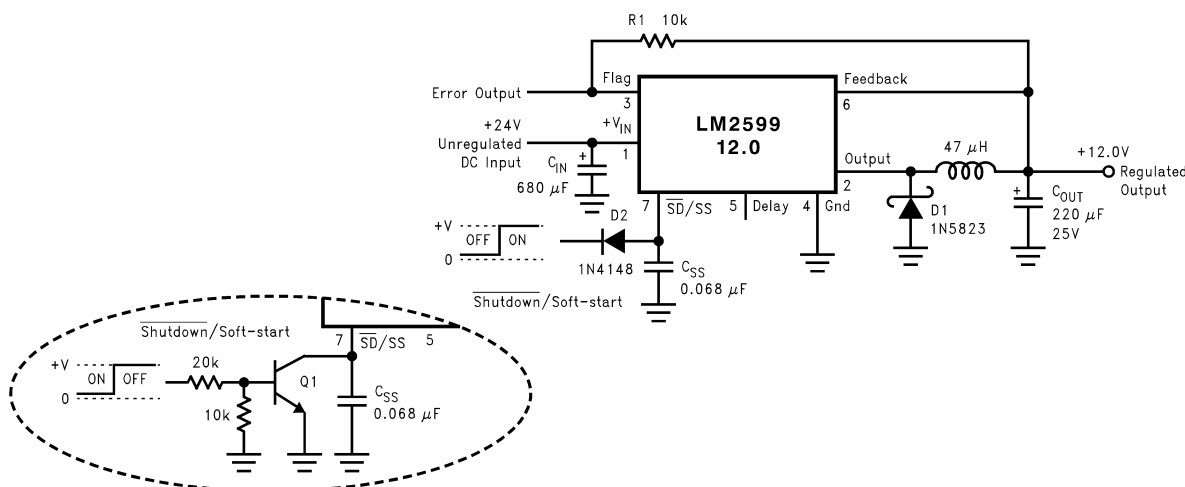 R1 10k
Flag
Feedback
Error Output
3
6
+24V
+VIN
LM2599
12.0
Unregulated
DC Input
1
CIN
+
680 µF
Output
2
47 µH
+12.0V
Regulated
Output
7
SD/SS
5
Delay
4
Gnd
D1
1N5823
+
COUT
220 µF
25V
D2
+V
OFF
ON
0
1N4148
CSS
0.068 µF
Shutdown/Soft-start
Shutdown/Soft-start
7
SD/SS
5
+V
ON
OFF
0
20k
Q1
10k
CSS
0.068 µF